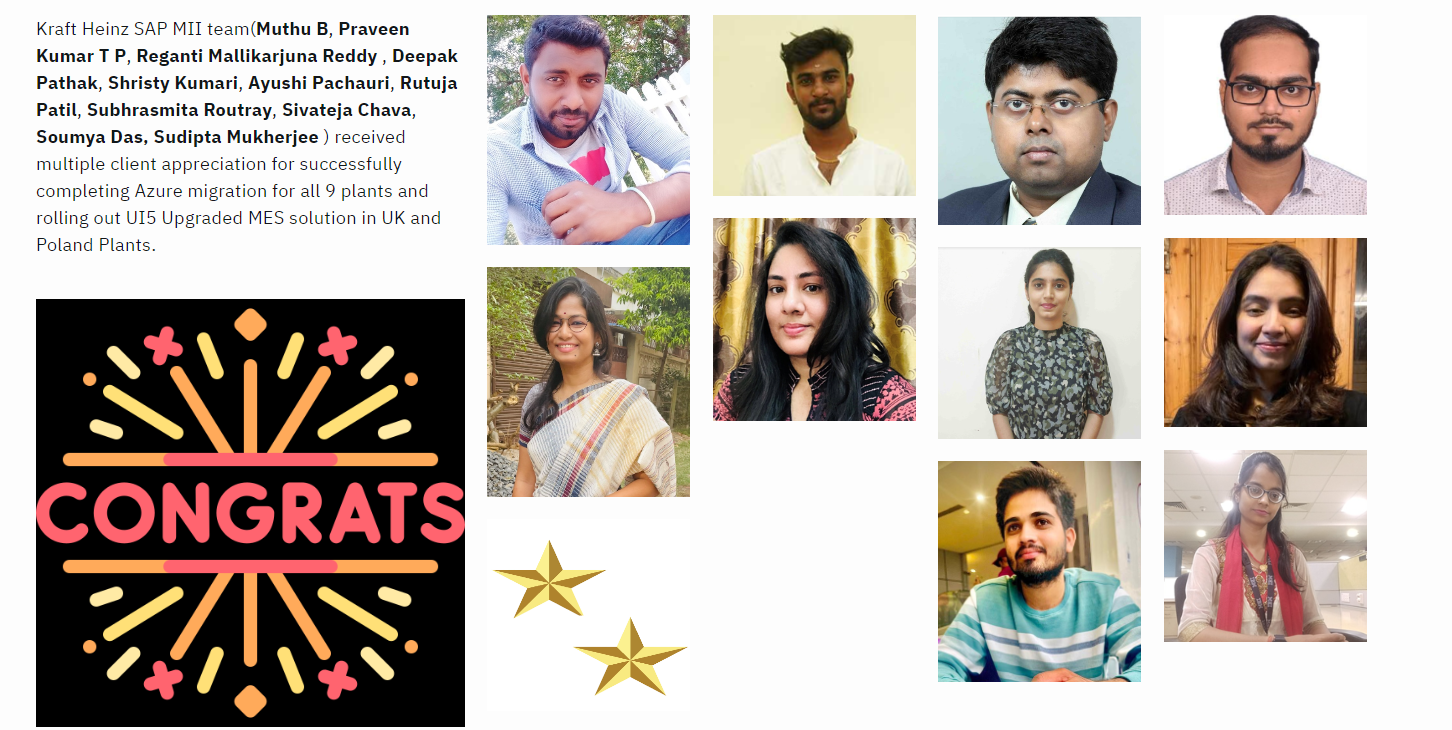 Kraft Heinz SAP MII team(Muthu B, Praveen
Kumar T P, Reganti Mallikarjuna Reddy , Deepak
Pathak, Shristy Kumari, Ayushi Pachauri, Rutuja
Patil, Subhrasmita Routray, Sivateja Chava,
Soumya Das, Sudipta Mukherjee ) received
multiple client appreciation for successfully
completing Azure migration for all 9 plants and
rolling out UI5 Upgraded MES solution in UK and
Poland Plants.
CONGRATS